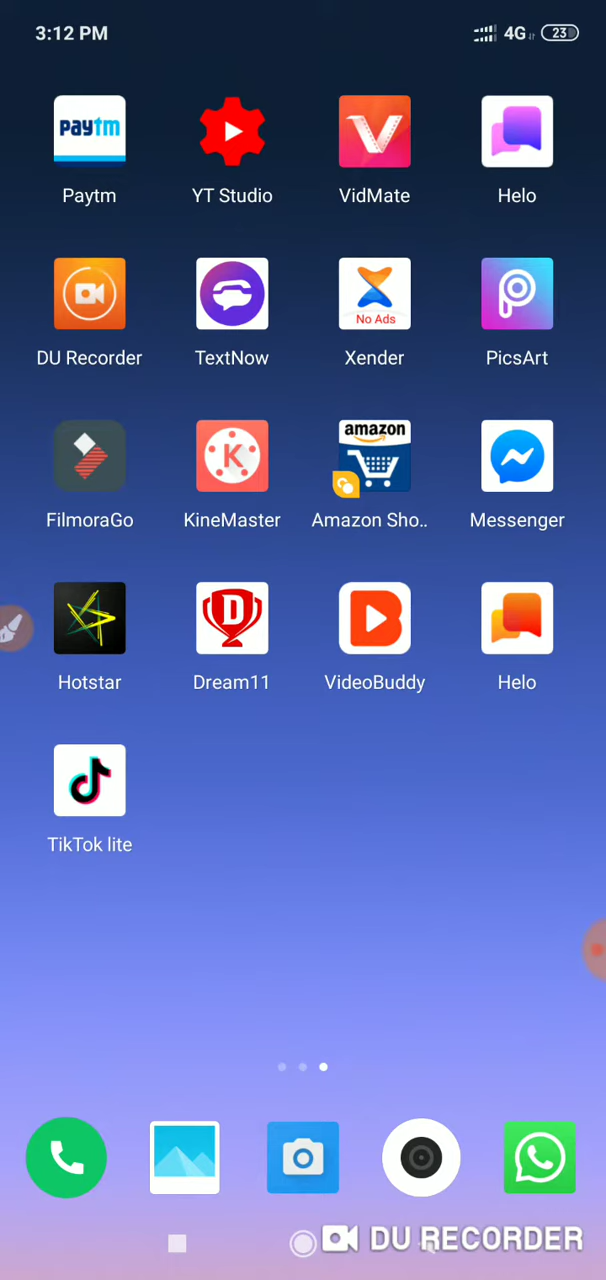 3:12 PM 4G 23
paytm
Paytm YT Studio VidMate Helo
No Ads
DU Recorder TextNow Xender PicsArt
amazon
K
FilmoraGo KineMaster Amazon Sho.. Messenger
D
Hotstar Dream11 VideoBuddy Helo
TikTok lite
DU RECORDER